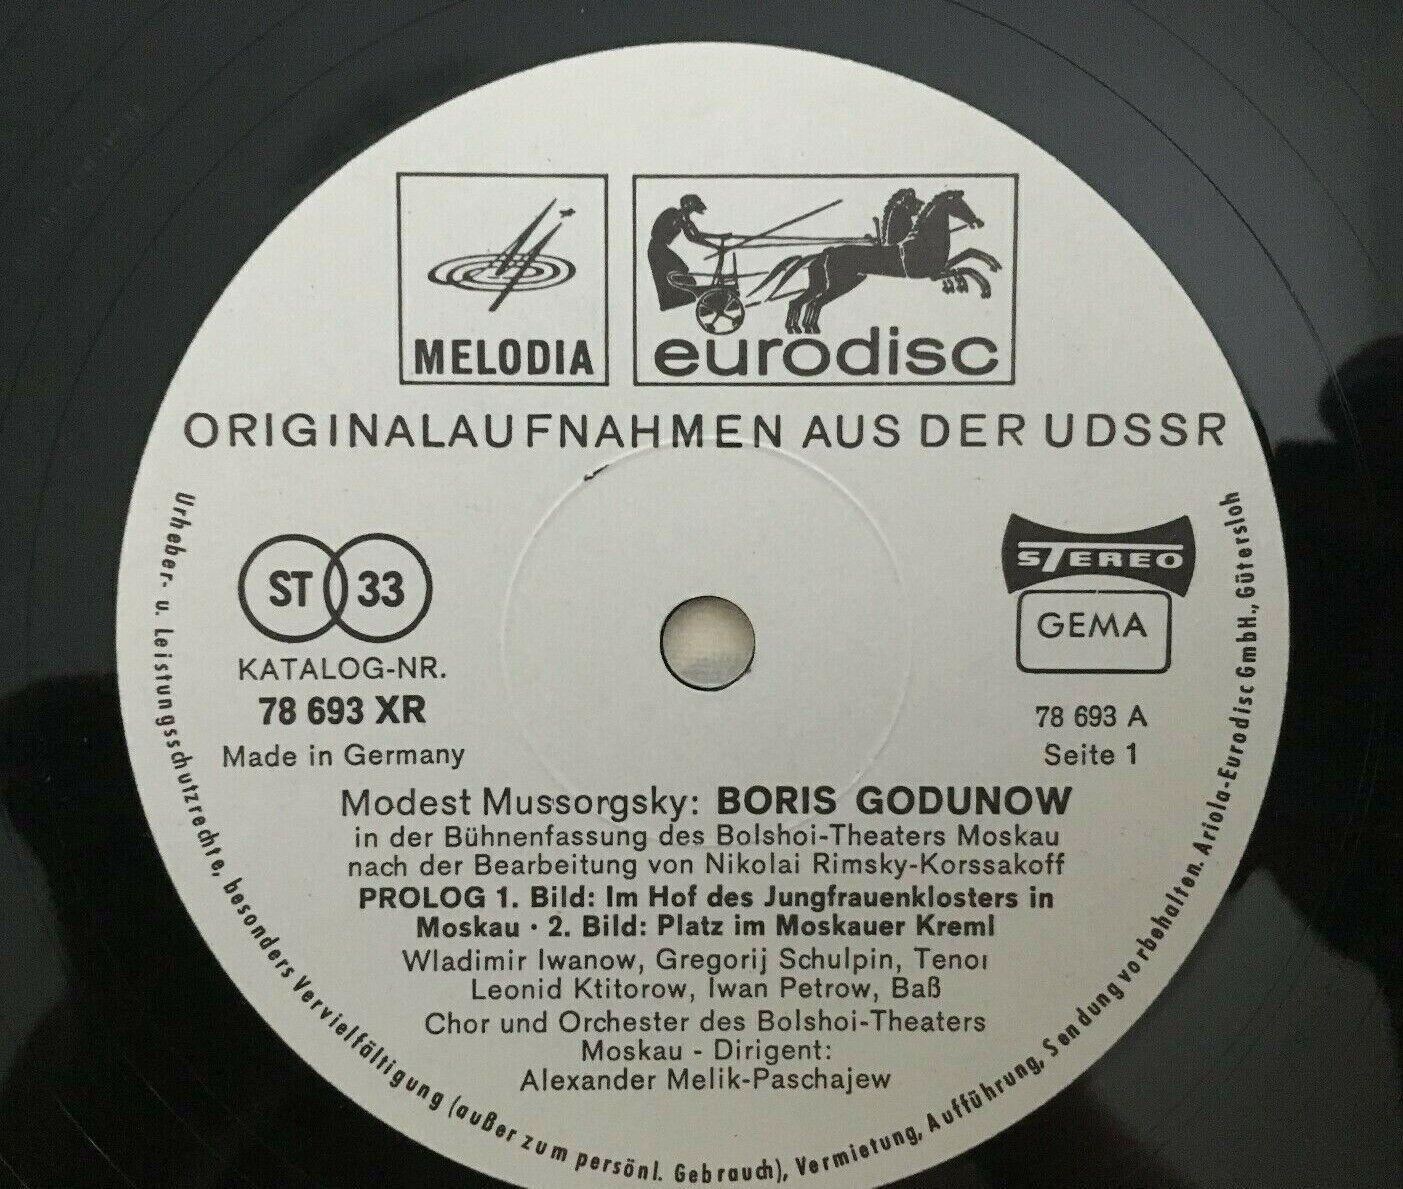 MELODIA
eurodisc
ORIGINALAUFNAHMEN AUS DER UDSSR
ST 33
KATALOG-NR.
78 693 XR
Made in Germany
STEREO
GEMA
78 693 A
Seite 1
Modest Mussorgsky: BORIS GODUNOW
in der Bühnenfassung des Bolshoi-Theaters Moskau
nach der Bearbeitung von Nikolai Rimsky-Korssakoff
PROLOG 1. Bild: Im Hof des Jungfrauenklosters in
Moskau · 2. Bild: Platz im Moskauer Kreml
Wladimir Iwanow, Gregorij Schulpin, Tenor
Leonid Ktitorow, Iwan Petrow, Baß
Chor und Orchester des Bolshoi-Theaters
Moskau - Dirigent:
Alexander Melik-Paschajew
Urheber- u. Leistungsschutzrechte, besonders Vervielfältigung (außer zum persönl. Gebrauch), Vermietung, Aufführung, Sendung vorbehalten. Ariola-Eurodisc GmbH., Gütersloh